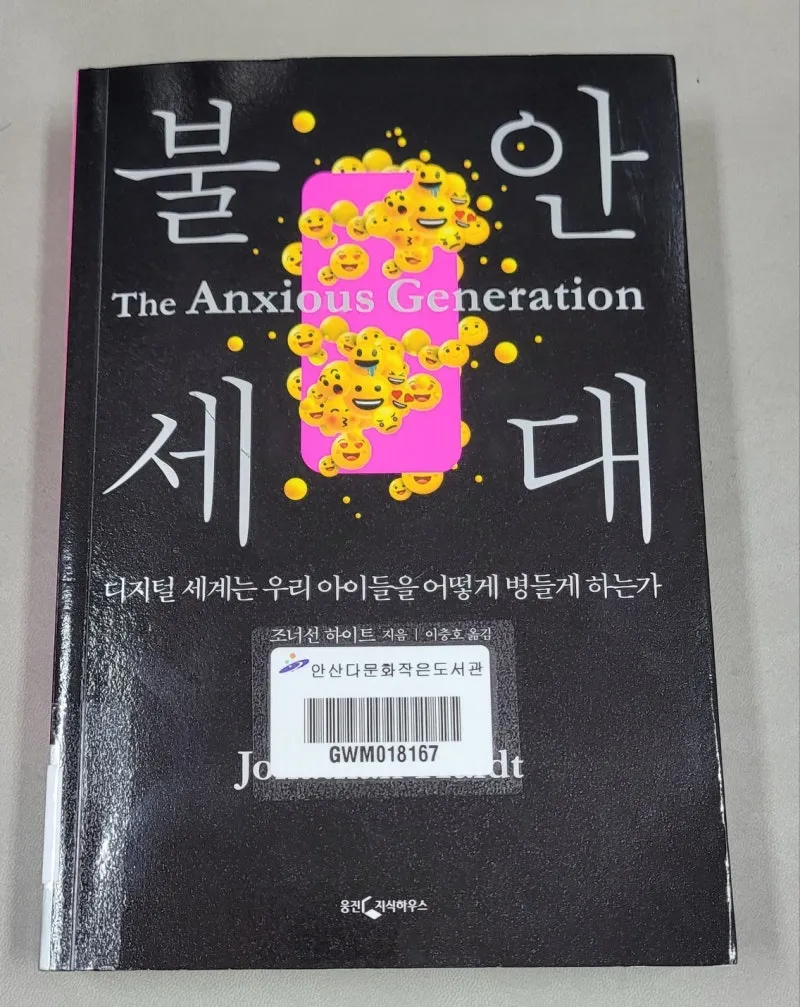 불안
The Anxious Generation
세대
디지털 세계는 우리 아이들을 어떻게 병들게 하는가
조너선 하이트 지음 | 이충호 옮김
안산다문화작은도서관
GWM018167
웅진 지식하우스